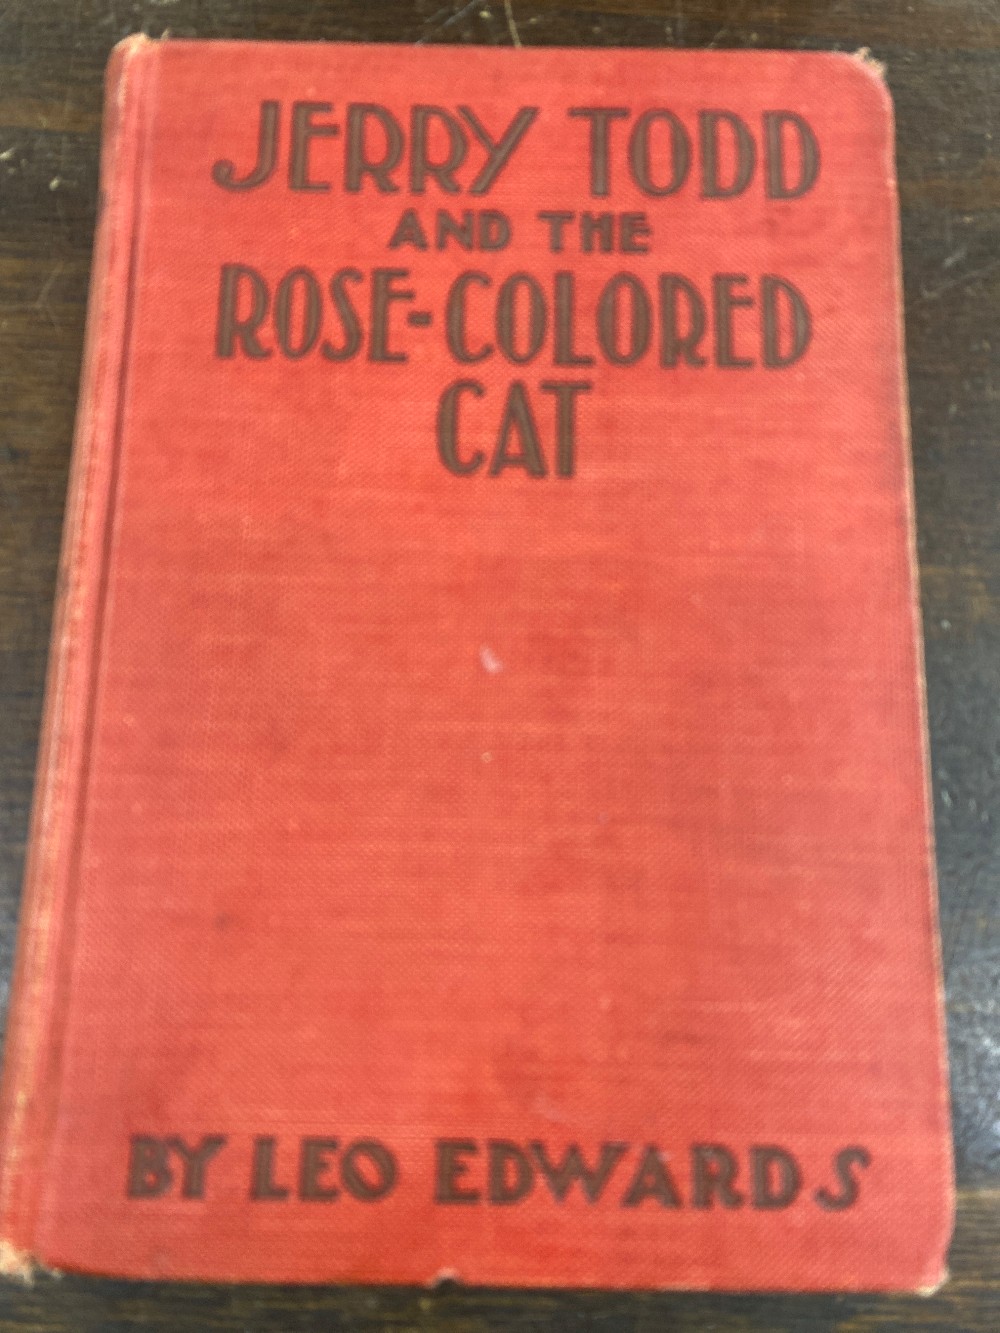 JERRY TODD
AND THE
ROSE-COLORED
CAT
BY LEO EDWARDS